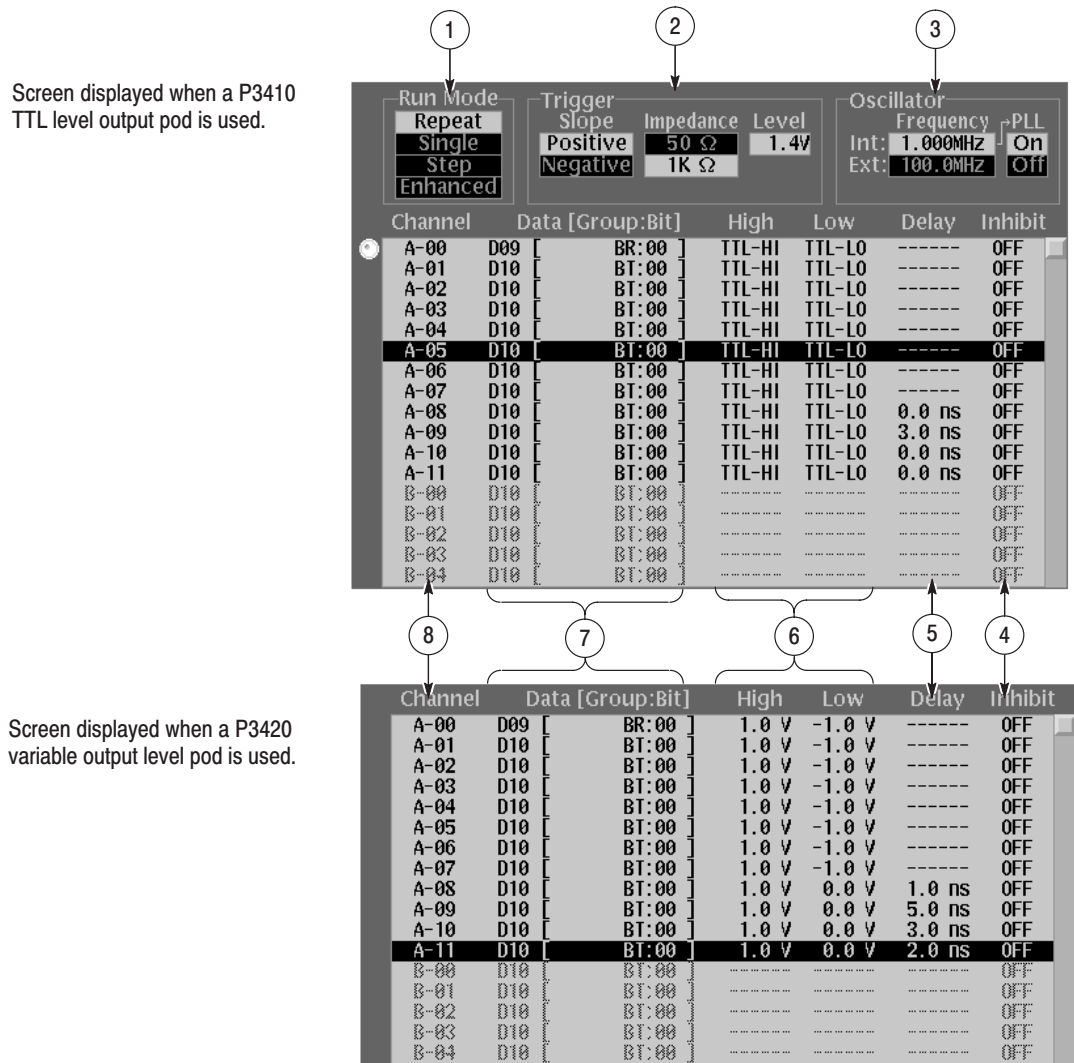 1 2 3
Screen displayed when a P3410
TTL level output pod is used.
Run Mode Trigger Oscillator
Slope Impedance Level Frequency PLL
Repeat Positive 50 Ω 1.4V Int: 1.000MHz On
Single Negative 1K Ω Ext: 100.0MHz Off
Step
Enhanced
Channel Data [Group:Bit] High Low Delay Inhibit
A-00 D09 [ BR:00 ] TTL-HI TTL-LO ------ OFF
A-01 D10 [ BT:00 ] TTL-HI TTL-LO ------ OFF
A-02 D10 [ BT:00 ] TTL-HI TTL-LO ------ OFF
A-03 D10 [ BT:00 ] TTL-HI TTL-LO ------ OFF
A-04 D10 [ BT:00 ] TTL-HI TTL-LO ------ OFF
A-05 D10 [ BT:00 ] TTL-HI TTL-LO ------ OFF
A-06 D10 [ BT:00 ] TTL-HI TTL-LO ------ OFF
A-07 D10 [ BT:00 ] TTL-HI TTL-LO ------ OFF
A-08 D10 [ BT:00 ] TTL-HI TTL-LO 0.0 ns OFF
A-09 D10 [ BT:00 ] TTL-HI TTL-LO 3.0 ns OFF
A-10 D10 [ BT:00 ] TTL-HI TTL-LO 0.0 ns OFF
A-11 D10 [ BT:00 ] TTL-HI TTL-LO 0.0 ns OFF
B-00 D10 [ BT:00 ] ------ ------ ------ OFF
B-01 D10 [ BT:00 ] ------ ------ ------ OFF
B-02 D10 [ BT:00 ] ------ ------ ------ OFF
B-03 D10 [ BT:00 ] ------ ------ ------ OFF
B-04 D10 [ BT:00 ] ------ ------ ------ OFF
8 7 6 5 4
Screen displayed when a P3420
variable output level pod is used.
Channel Data [Group:Bit] High Low Delay Inhibit
A-00 D09 [ BR:00 ] 1.0 V -1.0 V ------ OFF
A-01 D10 [ BT:00 ] 1.0 V -1.0 V ------ OFF
A-02 D10 [ BT:00 ] 1.0 V -1.0 V ------ OFF
A-03 D10 [ BT:00 ] 1.0 V -1.0 V ------ OFF
A-04 D10 [ BT:00 ] 1.0 V -1.0 V ------ OFF
A-05 D10 [ BT:00 ] 1.0 V -1.0 V ------ OFF
A-06 D10 [ BT:00 ] 1.0 V -1.0 V ------ OFF
A-07 D10 [ BT:00 ] 1.0 V -1.0 V ------ OFF
A-08 D10 [ BT:00 ] 1.0 V 0.0 V 1.0 ns OFF
A-09 D10 [ BT:00 ] 1.0 V 0.0 V 5.0 ns OFF
A-10 D10 [ BT:00 ] 1.0 V 0.0 V 3.0 ns OFF
A-11 D10 [ BT:00 ] 1.0 V 0.0 V 2.0 ns OFF
B-00 D10 [ BT:00 ] ------ ------ ------ OFF
B-01 D10 [ BT:00 ] ------ ------ ------ OFF
B-02 D10 [ BT:00 ] ------ ------ ------ OFF
B-03 D10 [ BT:00 ] ------ ------ ------ OFF
B-04 D10 [ BT:00 ] ------ ------ ------ OFF